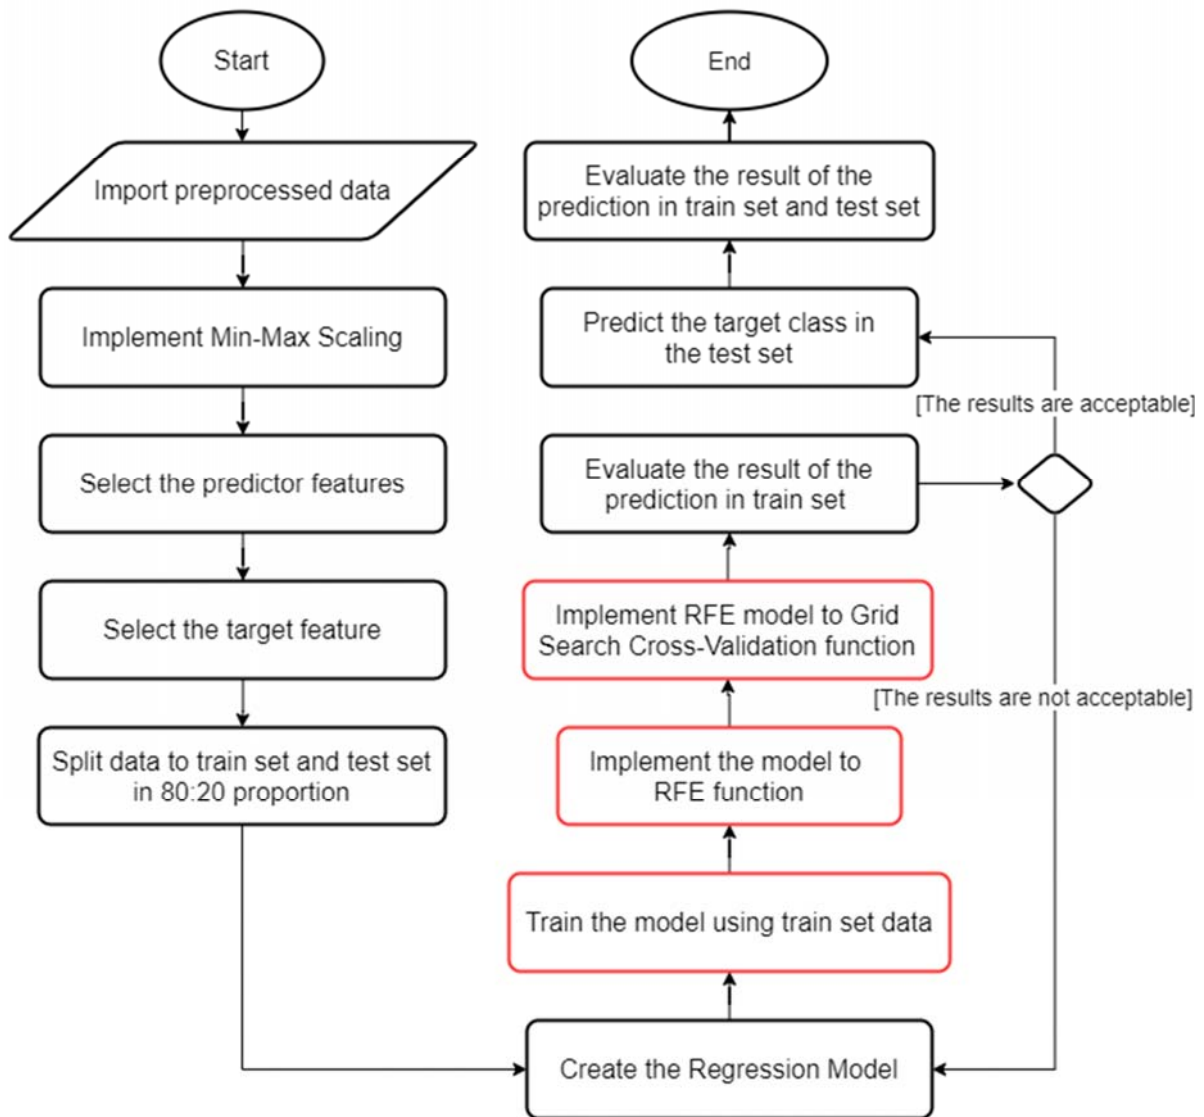 Start
Import preprocessed data
Implement Min-Max Scaling
Select the predictor features
Select the target feature
Split data to train set and test set
in 80:20 proportion
Create the Regression Model
Train the model using train set data
Implement the model to
RFE function
Implement RFE model to Grid
Search Cross-Validation function
Evaluate the result of the
prediction in train set
[The results are not acceptable]
[The results are acceptable]
Predict the target class in
the test set
Evaluate the result of the
prediction in train set and test set
End